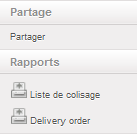 Partage
Partager
Rapports
Liste de colisage
Delivery order